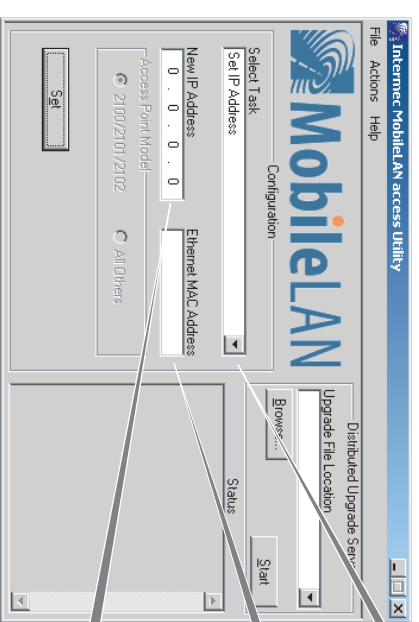 Intermec MobileLAN access Utility
File Actions Help
MobileLAN
Configuration
Select Task
Set IP Address
New IP Address
0 . 0 . 0 . 0
Ethernet MAC Address
Access Point Model
2100/2101/2102
All Others
Set
Distributed Upgrade Serv
Upgrade File Location
Browse...
Start
Status